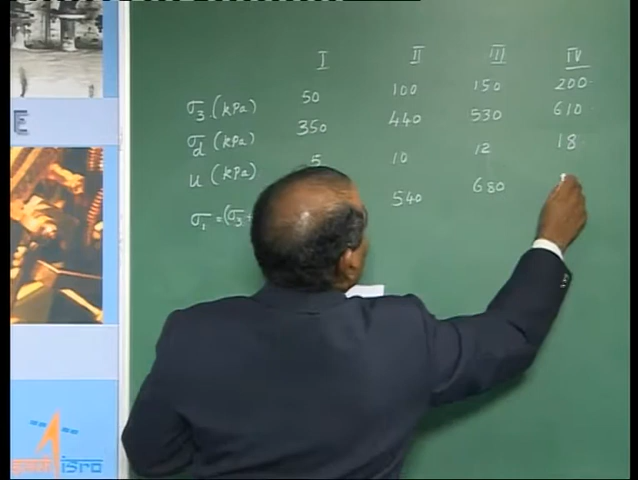 I II III IV
σ₃ (kPa) 50 100 150 200
σ_d (kPa) 350 440 530 610
u (kPa) 5 10 12 18
σ₁ = (σ₃ 540 680
E
isro